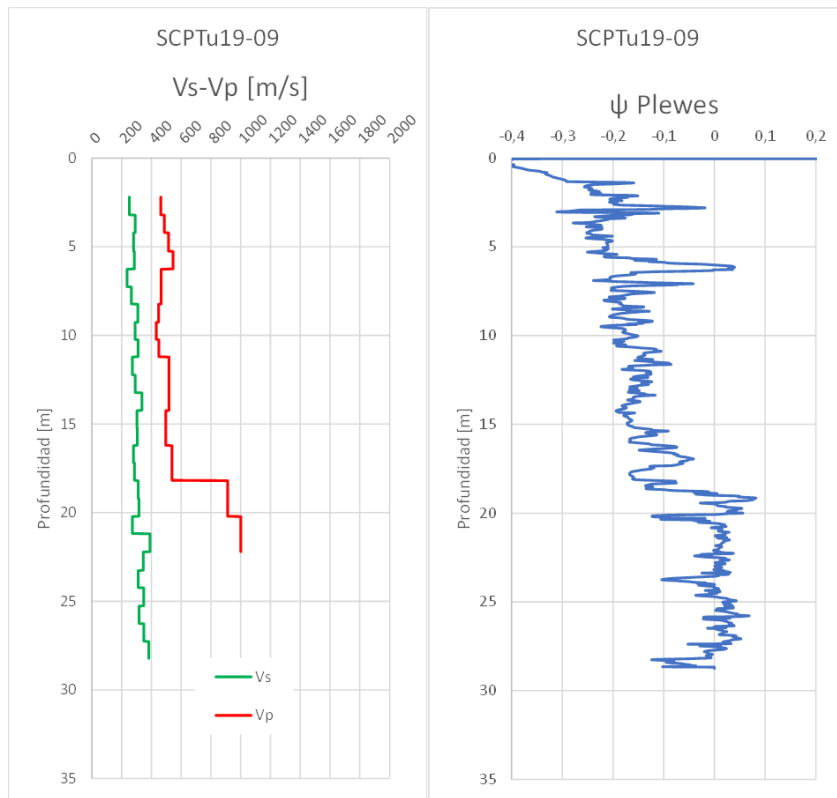 SCPTu19-09
Vs-Vp [m/s]
0 200 400 600 800 1000 1200 1400 1600 1800 2000
0
5
10
15
20
25
30
35
Profundidad [m]
Vs
Vp
SCPTu19-09
ψ Plewes
-0,4 -0,3 -0,2 -0,1 0 0,1 0,2
0
5
10
15
20
25
30
35
Profundidad [m]